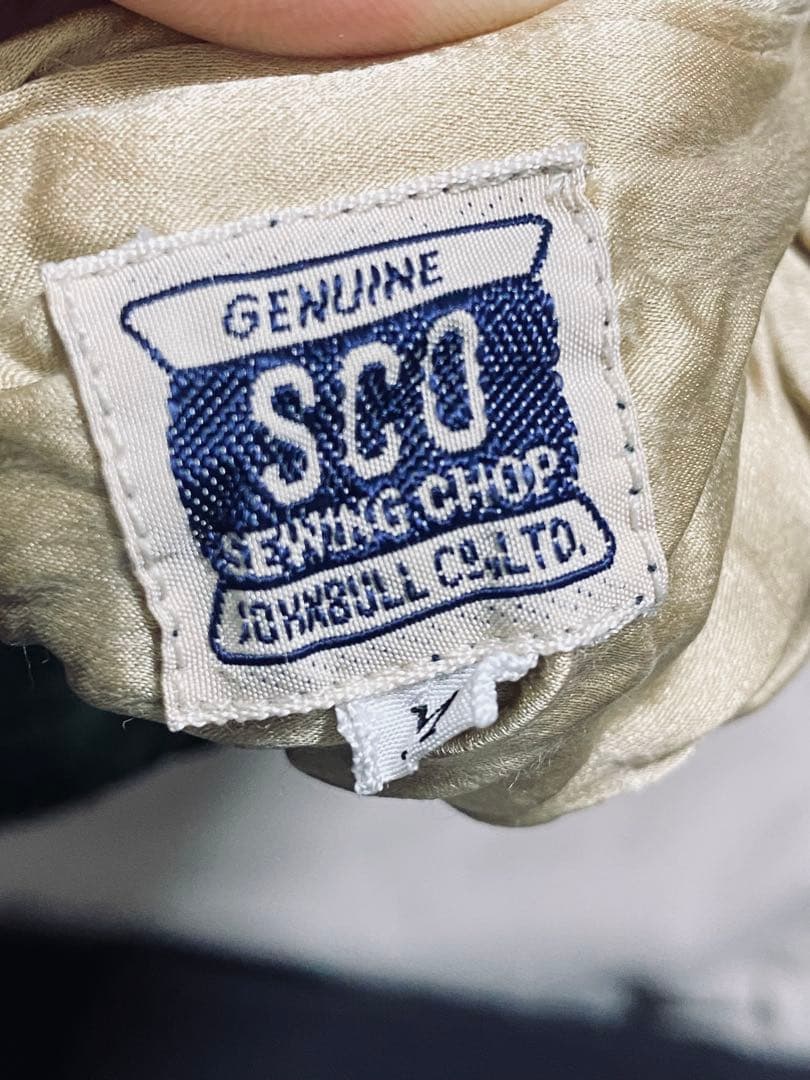 GENUINE
SCO
SEWING CHOP
JOHNBULL CO.,LTD.